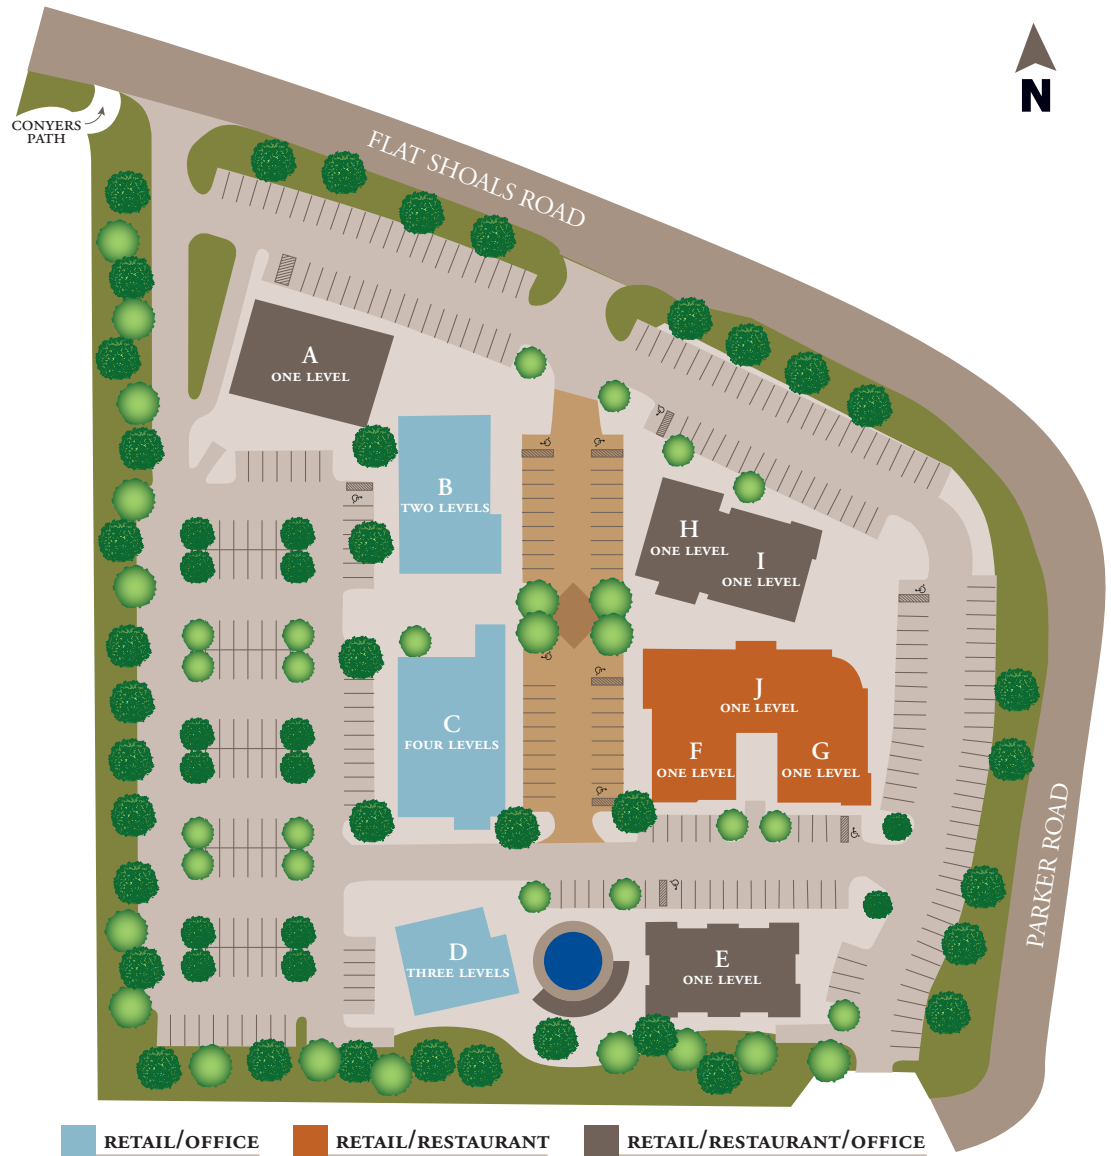 N
CONYERS
PATH
FLAT SHOALS ROAD
A
ONE LEVEL
B
TWO LEVELS
H
ONE LEVEL
I
ONE LEVEL
J
ONE LEVEL
C
FOUR LEVELS
F
ONE LEVEL
G
ONE LEVEL
PARKER ROAD
D
THREE LEVELS
E
ONE LEVEL
RETAIL/OFFICE
RETAIL/RESTAURANT
RETAIL/RESTAURANT/OFFICE